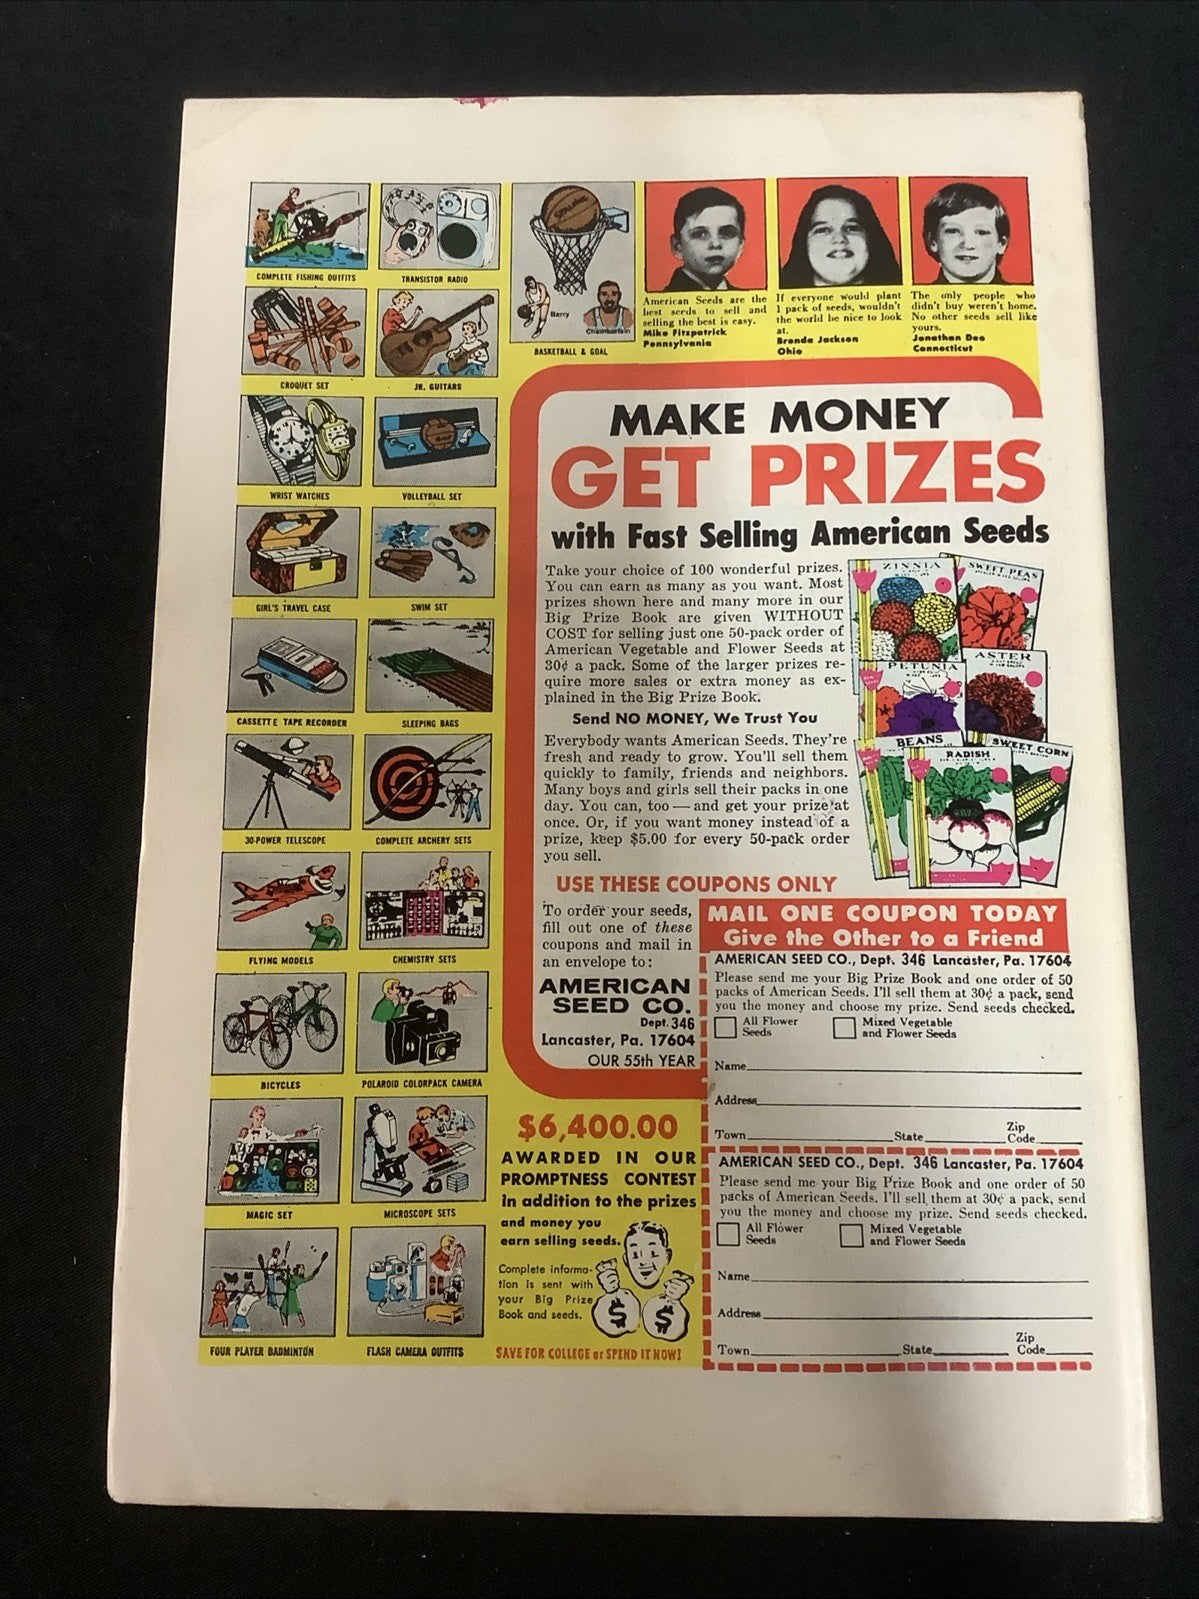 COMPLETE FISHING OUTFITS
TRANSISTOR RADIO
CROQUET SET
JR. GUITARS
WRIST WATCHES
VOLLEYBALL SET
GIRL'S TRAVEL CASE
SWIM SET
CASSETTE TAPE RECORDER
SLEEPING BAGS
30-POWER TELESCOPE
COMPLETE ARCHERY SETS
FLYING MODELS
CHEMISTRY SETS
BICYCLES
POLAROID COLORPACK CAMERA
MAGIC SET
MICROSCOPE SETS
FOUR PLAYER BADMINTON
FLASH CAMERA OUTFITS
Barry
Chamberlain
BASKETBALL & GOAL
American Seeds are the
best seeds to sell and
selling the best is easy.
Mike Fitzpatrick
Pennsylvania
If everyone would plant
1 pack of seeds, wouldn't
the world be nice to look
at.
Brenda Jackson
Ohio
The only people who
didn't buy weren't home.
No other seeds sell like
yours.
Jonathan Dee
Connecticut
MAKE MONEY
GET PRIZES
with Fast Selling American Seeds
Take your choice of 100 wonderful prizes.
You can earn as many as you want. Most
prizes shown here and many more in our
Big Prize Book are given WITHOUT
COST for selling just one 50-pack order of
American Vegetable and Flower Seeds at
30¢ a pack. Some of the larger prizes re-
quire more sales or extra money as ex-
plained in the Big Prize Book.
Send NO MONEY, We Trust You
Everybody wants American Seeds. They're
fresh and ready to grow. You'll sell them
quickly to family, friends and neighbors.
Many boys and girls sell their packs in one
day. You can, too — and get your prize at
once. Or, if you want money instead of a
prize, keep $5.00 for every 50-pack order
you sell.
ZINNIA
SWEET PEAS
PETUNIA
ASTER
BEANS
RADISH
SWEET CORN
USE THESE COUPONS ONLY
To order your seeds,
fill out one of these
coupons and mail in
an envelope to:
AMERICAN
SEED CO.
Dept. 346
Lancaster, Pa. 17604
OUR 55th YEAR
MAIL ONE COUPON TODAY
Give the Other to a Friend
AMERICAN SEED CO., Dept. 346 Lancaster, Pa. 17604
Please send me your Big Prize Book and one order of 50
packs of American Seeds. I'll sell them at 30¢ a pack, send
you the money and choose my prize. Send seeds checked.
All Flower
Seeds
Mixed Vegetable
and Flower Seeds
Name
Address
Town State Zip Code
AMERICAN SEED CO., Dept. 346 Lancaster, Pa. 17604
Please send me your Big Prize Book and one order of 50
packs of American Seeds. I'll sell them at 30¢ a pack, send
you the money and choose my prize. Send seeds checked.
All Flower
Seeds
Mixed Vegetable
and Flower Seeds
Name
Address
Town State Zip Code
$6,400.00
AWARDED IN OUR
PROMPTNESS CONTEST
in addition to the prizes
and money you
earn selling seeds.
Complete informa-
tion is sent with
your Big Prize
Book and seeds.
$ $
SAVE FOR COLLEGE or SPEND IT NOW!